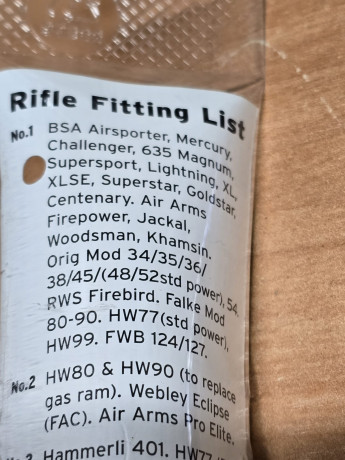 Rifle Fitting List
No.1 BSA Airsporter, Mercury,
Challenger, 635 Magnum,
Supersport, Lightning, XL,
XLSE, Superstar, Goldstar,
Centenary. Air Arms
Firepower, Jackal,
Woodsman, Khamsin.
Orig Mod 34/35/36/
38/45/(48/52std power), 54.
RWS Firebird. Falke Mod
80-90. HW77(std power),
HW99. FWB 124/127.
No.2 HW80 & HW90 (to replace
gas ram). Webley Eclipse
(FAC). Air Arms Pro Elite.
Hammerli 401.